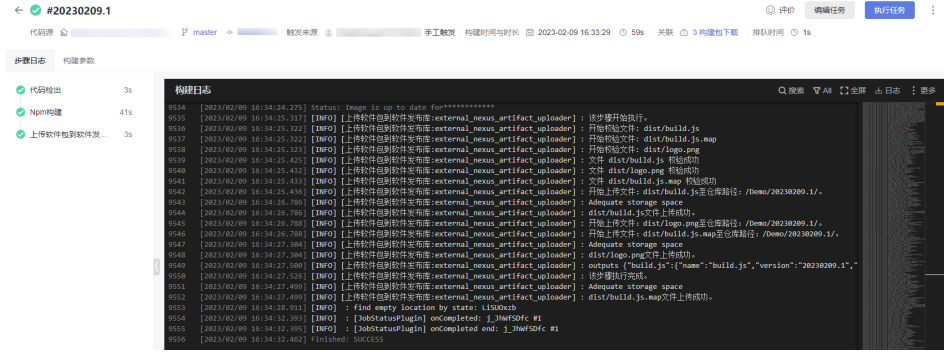 #20230209.1
评价 编辑任务 执行任务
代码源 master 触发来源 手工触发 构建时间与时长 2023-02-09 16:33:29 59s 关联 3 构建包下载 排队时间 1s
步骤日志 构建参数
代码检出 3s
Npm构建 41s
上传软件包到软件发布... 3s
构建日志 搜索 All 全屏 日志 更多
9534 [2023/02/09 16:34:24.275] Status: Image is up to date for************
9535 [2023/02/09 16:34:25.317] [INFO] [上传软件包到软件发布库:external_nexus_artifact_uploader] : 该步骤开始执行。
9536 [2023/02/09 16:34:25.322] [INFO] [上传软件包到软件发布库:external_nexus_artifact_uploader] : 开始校验文件: dist/build.js
9537 [2023/02/09 16:34:25.322] [INFO] [上传软件包到软件发布库:external_nexus_artifact_uploader] : 开始校验文件: dist/build.js.map
9538 [2023/02/09 16:34:25.323] [INFO] [上传软件包到软件发布库:external_nexus_artifact_uploader] : 开始校验文件: dist/logo.png
9539 [2023/02/09 16:34:25.425] [INFO] [上传软件包到软件发布库:external_nexus_artifact_uploader] : 文件 dist/build.js 校验成功
9540 [2023/02/09 16:34:25.432] [INFO] [上传软件包到软件发布库:external_nexus_artifact_uploader] : 文件 dist/logo.png 校验成功
9541 [2023/02/09 16:34:25.433] [INFO] [上传软件包到软件发布库:external_nexus_artifact_uploader] : 文件 dist/build.js.map 校验成功
9542 [2023/02/09 16:34:25.436] [INFO] [上传软件包到软件发布库:external_nexus_artifact_uploader] : 开始上传文件: dist/build.js至仓库路径: /Demo/20230209.1/。
9543 [2023/02/09 16:34:26.786] [INFO] [上传软件包到软件发布库:external_nexus_artifact_uploader] : Adequate storage space
9544 [2023/02/09 16:34:26.786] [INFO] [上传软件包到软件发布库:external_nexus_artifact_uploader] : dist/build.js文件上传成功。
9545 [2023/02/09 16:34:26.788] [INFO] [上传软件包到软件发布库:external_nexus_artifact_uploader] : 开始上传文件: dist/logo.png至仓库路径: /Demo/20230209.1/。
9546 [2023/02/09 16:34:26.788] [INFO] [上传软件包到软件发布库:external_nexus_artifact_uploader] : 开始上传文件: dist/build.js.map至仓库路径: /Demo/20230209.1/。
9547 [2023/02/09 16:34:27.304] [INFO] [上传软件包到软件发布库:external_nexus_artifact_uploader] : Adequate storage space
9548 [2023/02/09 16:34:27.304] [INFO] [上传软件包到软件发布库:external_nexus_artifact_uploader] : dist/logo.png文件上传成功。
9549 [2023/02/09 16:34:27.500] [INFO] [上传软件包到软件发布库:external_nexus_artifact_uploader] : outputs {"build.js":{"name":"build.js","version":"20230209.1","
9550 [2023/02/09 16:34:27.526] [INFO] [上传软件包到软件发布库:external_nexus_artifact_uploader] : 该步骤执行完成。
9551 [2023/02/09 16:34:27.499] [INFO] [上传软件包到软件发布库:external_nexus_artifact_uploader] : Adequate storage space
9552 [2023/02/09 16:34:27.499] [INFO] [上传软件包到软件发布库:external_nexus_artifact_uploader] : dist/build.js.map文件上传成功。
9553 [2023/02/09 16:34:28.911] [INFO] : find empty location by state: LiSUOxzb
9554 [2023/02/09 16:34:32.393] [INFO] : [JobStatusPlugin] onCompleted: j_JhWfSDfc #1
9555 [2023/02/09 16:34:32.395] [INFO] : [JobStatusPlugin] onCompleted end: j_JhWfSDfc #1
9556 [2023/02/09 16:34:32.462] Finished: SUCCESS